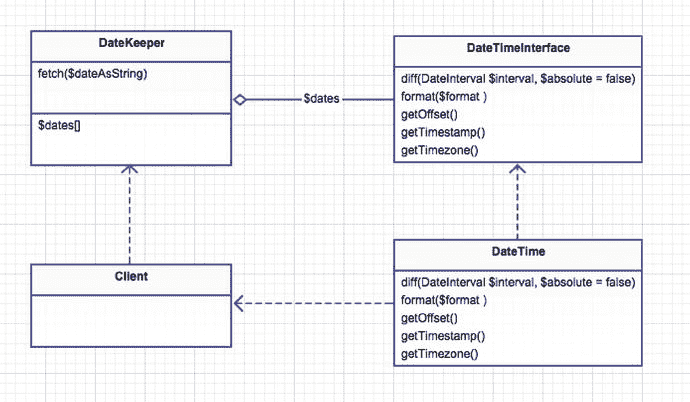 DateKeeper
fetch($dateAsString)
$dates[]
$dates
DateTimeInterface
diff(DateInterval $interval, $absolute = false)
format($format )
getOffset()
getTimestamp()
getTimezone()
Client
DateTime
diff(DateInterval $interval, $absolute = false)
format($format )
getOffset()
getTimestamp()
getTimezone()